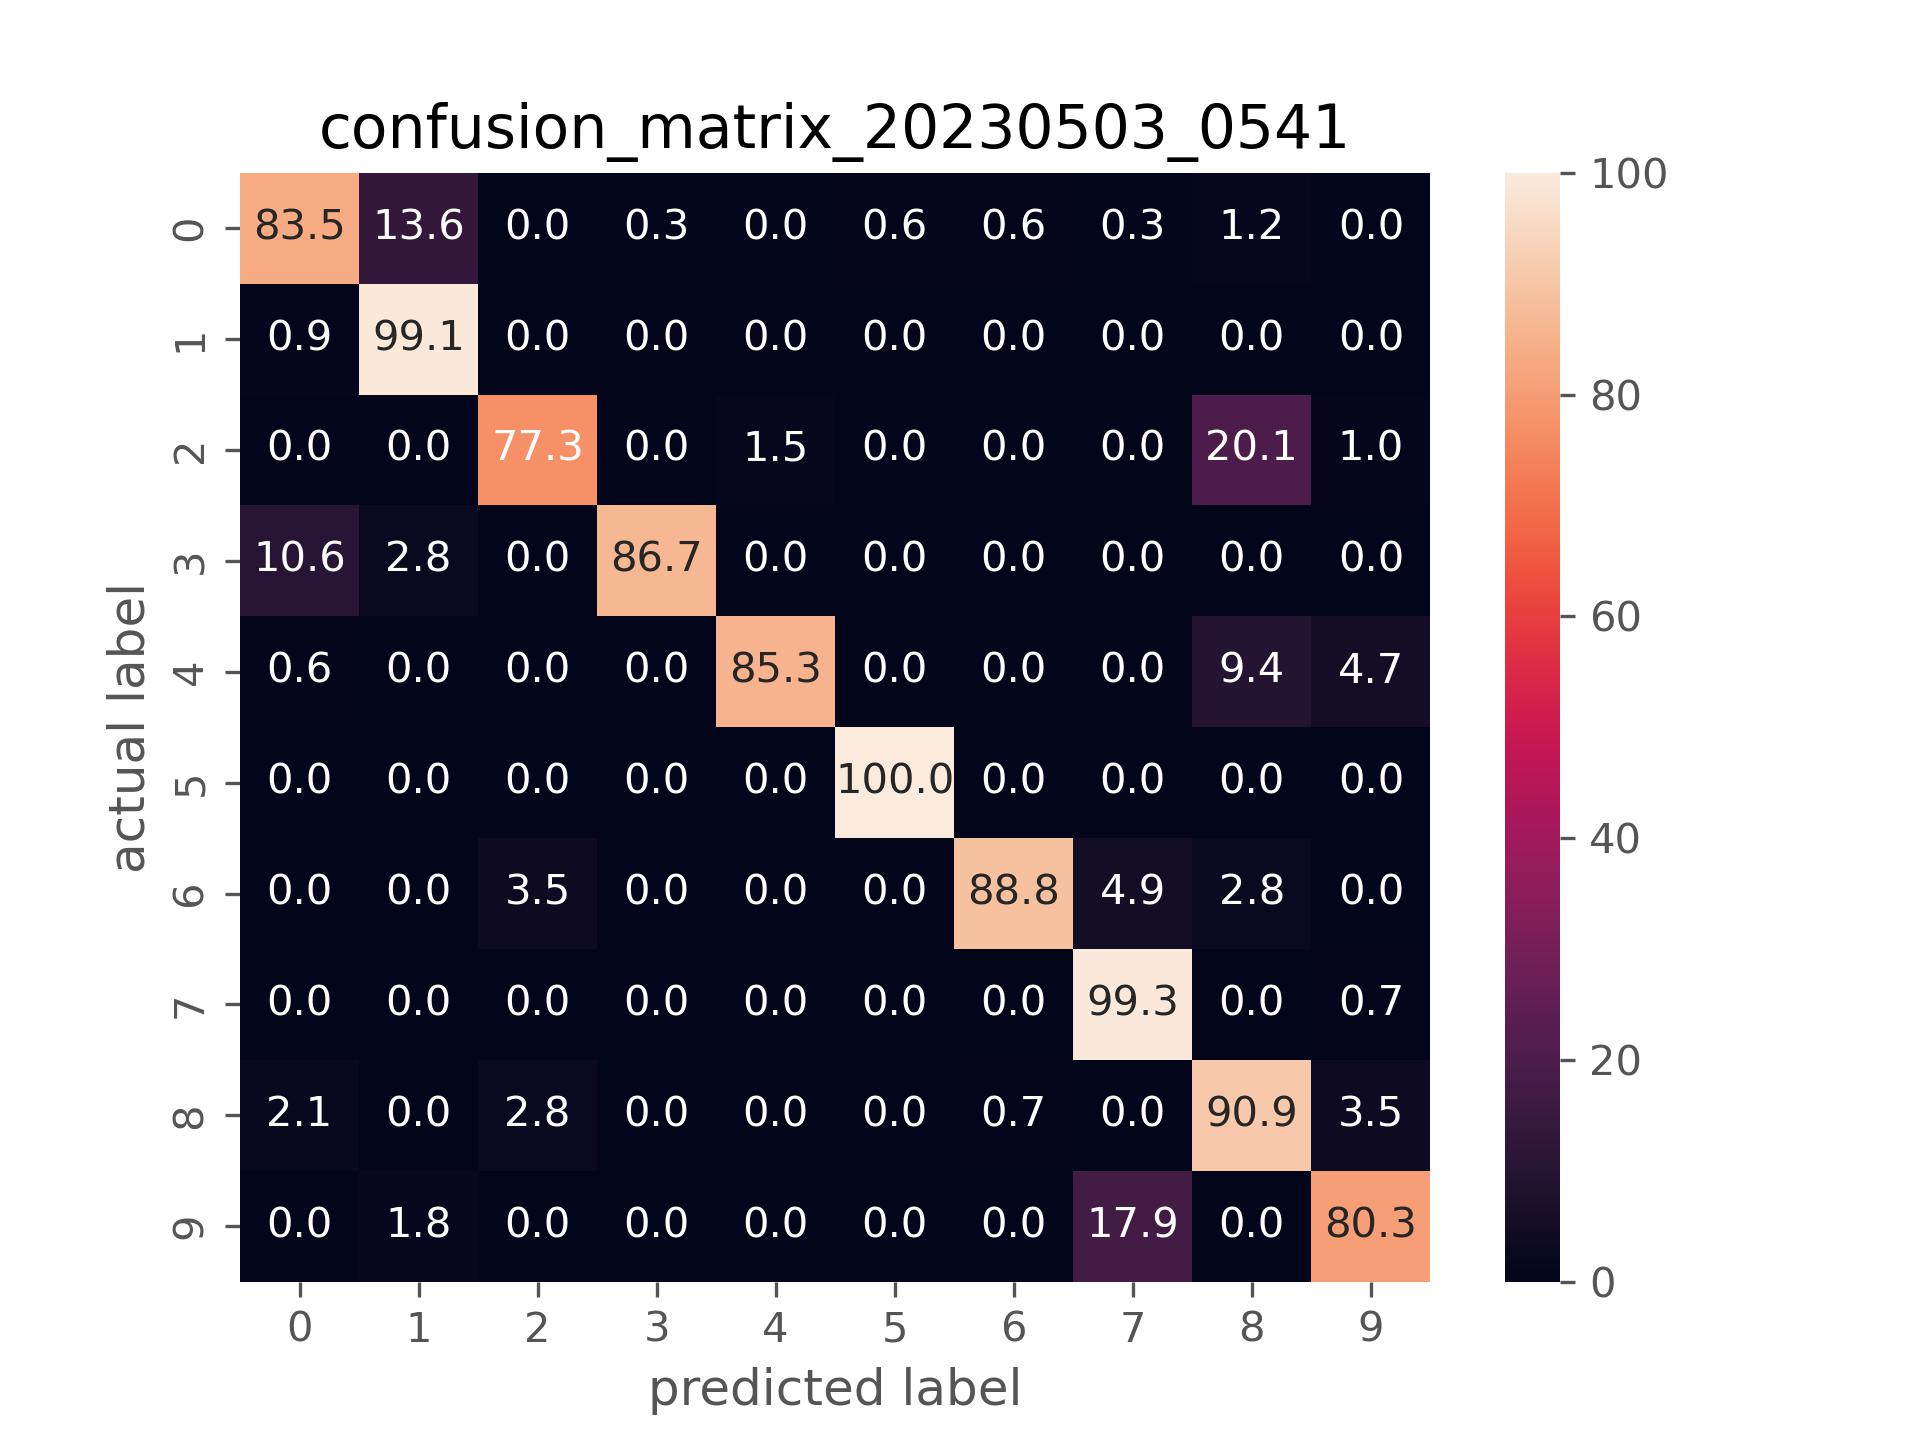 confusion_matrix_20230503_0541
100
0 83.5 13.6 0.0 0.3 0.0 0.6 0.6 0.3 1.2 0.0
1 0.9 99.1 0.0 0.0 0.0 0.0 0.0 0.0 0.0 0.0
80
2 0.0 0.0 77.3 0.0 1.5 0.0 0.0 0.0 20.1 1.0
3 10.6 2.8 0.0 86.7 0.0 0.0 0.0 0.0 0.0 0.0
60
4 0.6 0.0 0.0 0.0 85.3 0.0 0.0 0.0 9.4 4.7
actual label
5 0.0 0.0 0.0 0.0 0.0 100.0 0.0 0.0 0.0 0.0
40
6 0.0 0.0 3.5 0.0 0.0 0.0 88.8 4.9 2.8 0.0
7 0.0 0.0 0.0 0.0 0.0 0.0 0.0 99.3 0.0 0.7
20
8 2.1 0.0 2.8 0.0 0.0 0.0 0.7 0.0 90.9 3.5
9 0.0 1.8 0.0 0.0 0.0 0.0 0.0 17.9 0.0 80.3
0
0 1 2 3 4 5 6 7 8 9
predicted label